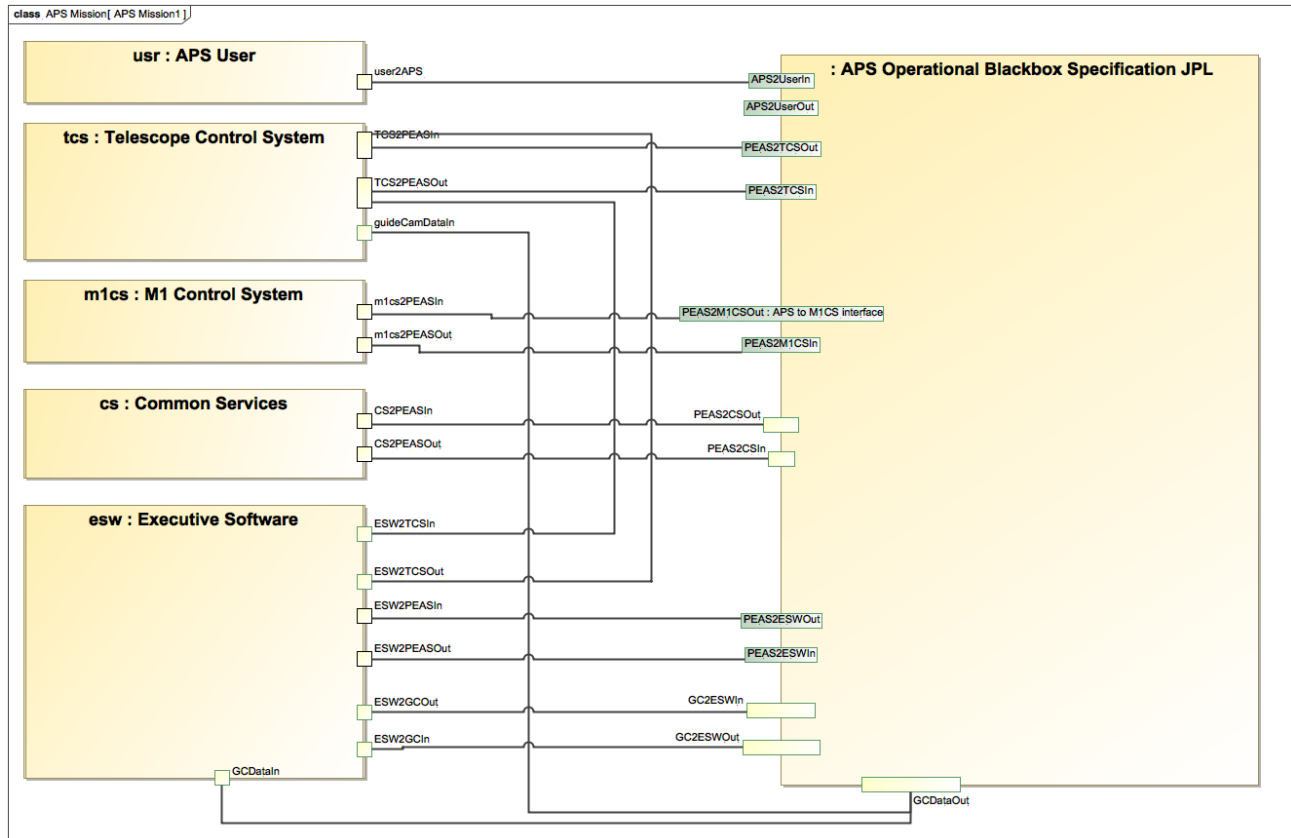 class APS Mission[ APS Mission1 ]
usr : APS User
user2APS
APS2UserIn
: APS Operational Blackbox Specification JPL
APS2UserOut
tcs : Telescope Control System
TCS2PEASIn
PEAS2TCSOut
TCS2PEASOut
PEAS2TCSIn
guideCamDataIn
m1cs : M1 Control System
m1cs2PEASIn
PEAS2M1CSOut : APS to M1CS interface
m1cs2PEASOut
PEAS2M1CSIn
cs : Common Services
CS2PEASIn
PEAS2CSOut
CS2PEASOut
PEAS2CSIn
esw : Executive Software
ESW2TCSIn
ESW2TCSOut
ESW2PEASIn
PEAS2ESWOut
ESW2PEASOut
PEAS2ESWIn
ESW2GCOut
GC2ESWIn
ESW2GCIn
GC2ESWOut
GCDataIn
GCDataOut